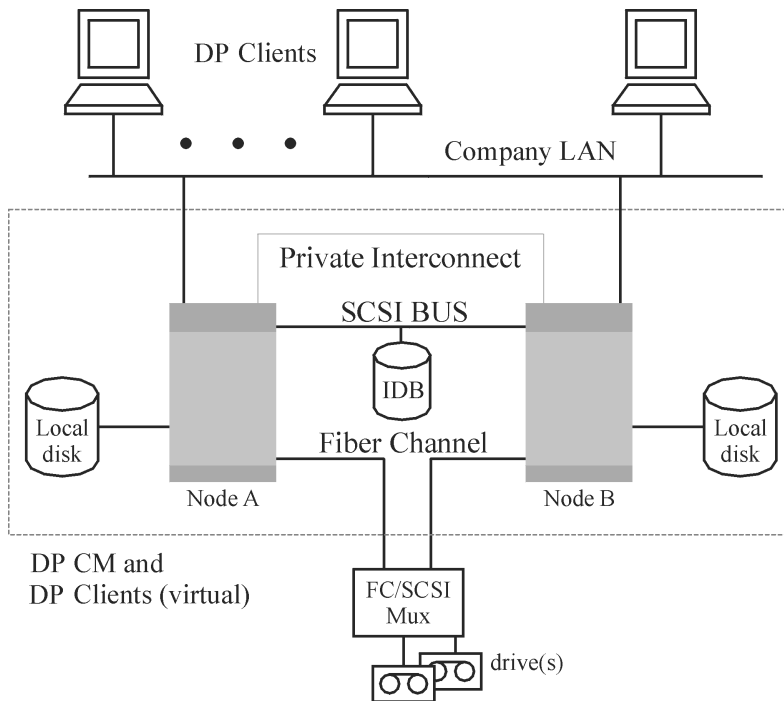 DP Clients
Company LAN
Private Interconnect
SCSI BUS
IDB
Local
disk
Local
disk
Fiber Channel
Node A
Node B
DP CM and
DP Clients (virtual)
FC/SCSI
Mux
drive(s)